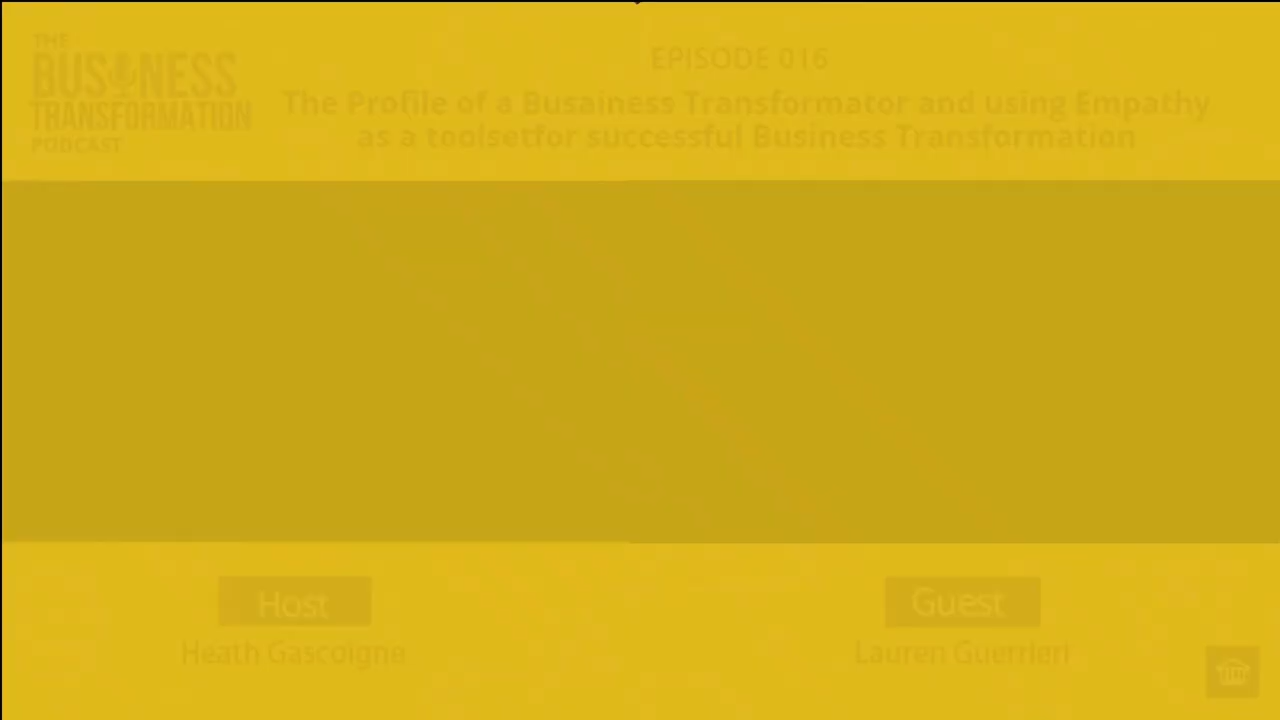 THE
BUSINESS
TRANSFORMATION
PODCAST
EPISODE 016
The Profile of a Busainess Transformator and using Empathy
as a toolsetfor successful Business Transformation
Host
Guest
Heath Gascoigne
Lauren Guerrieri